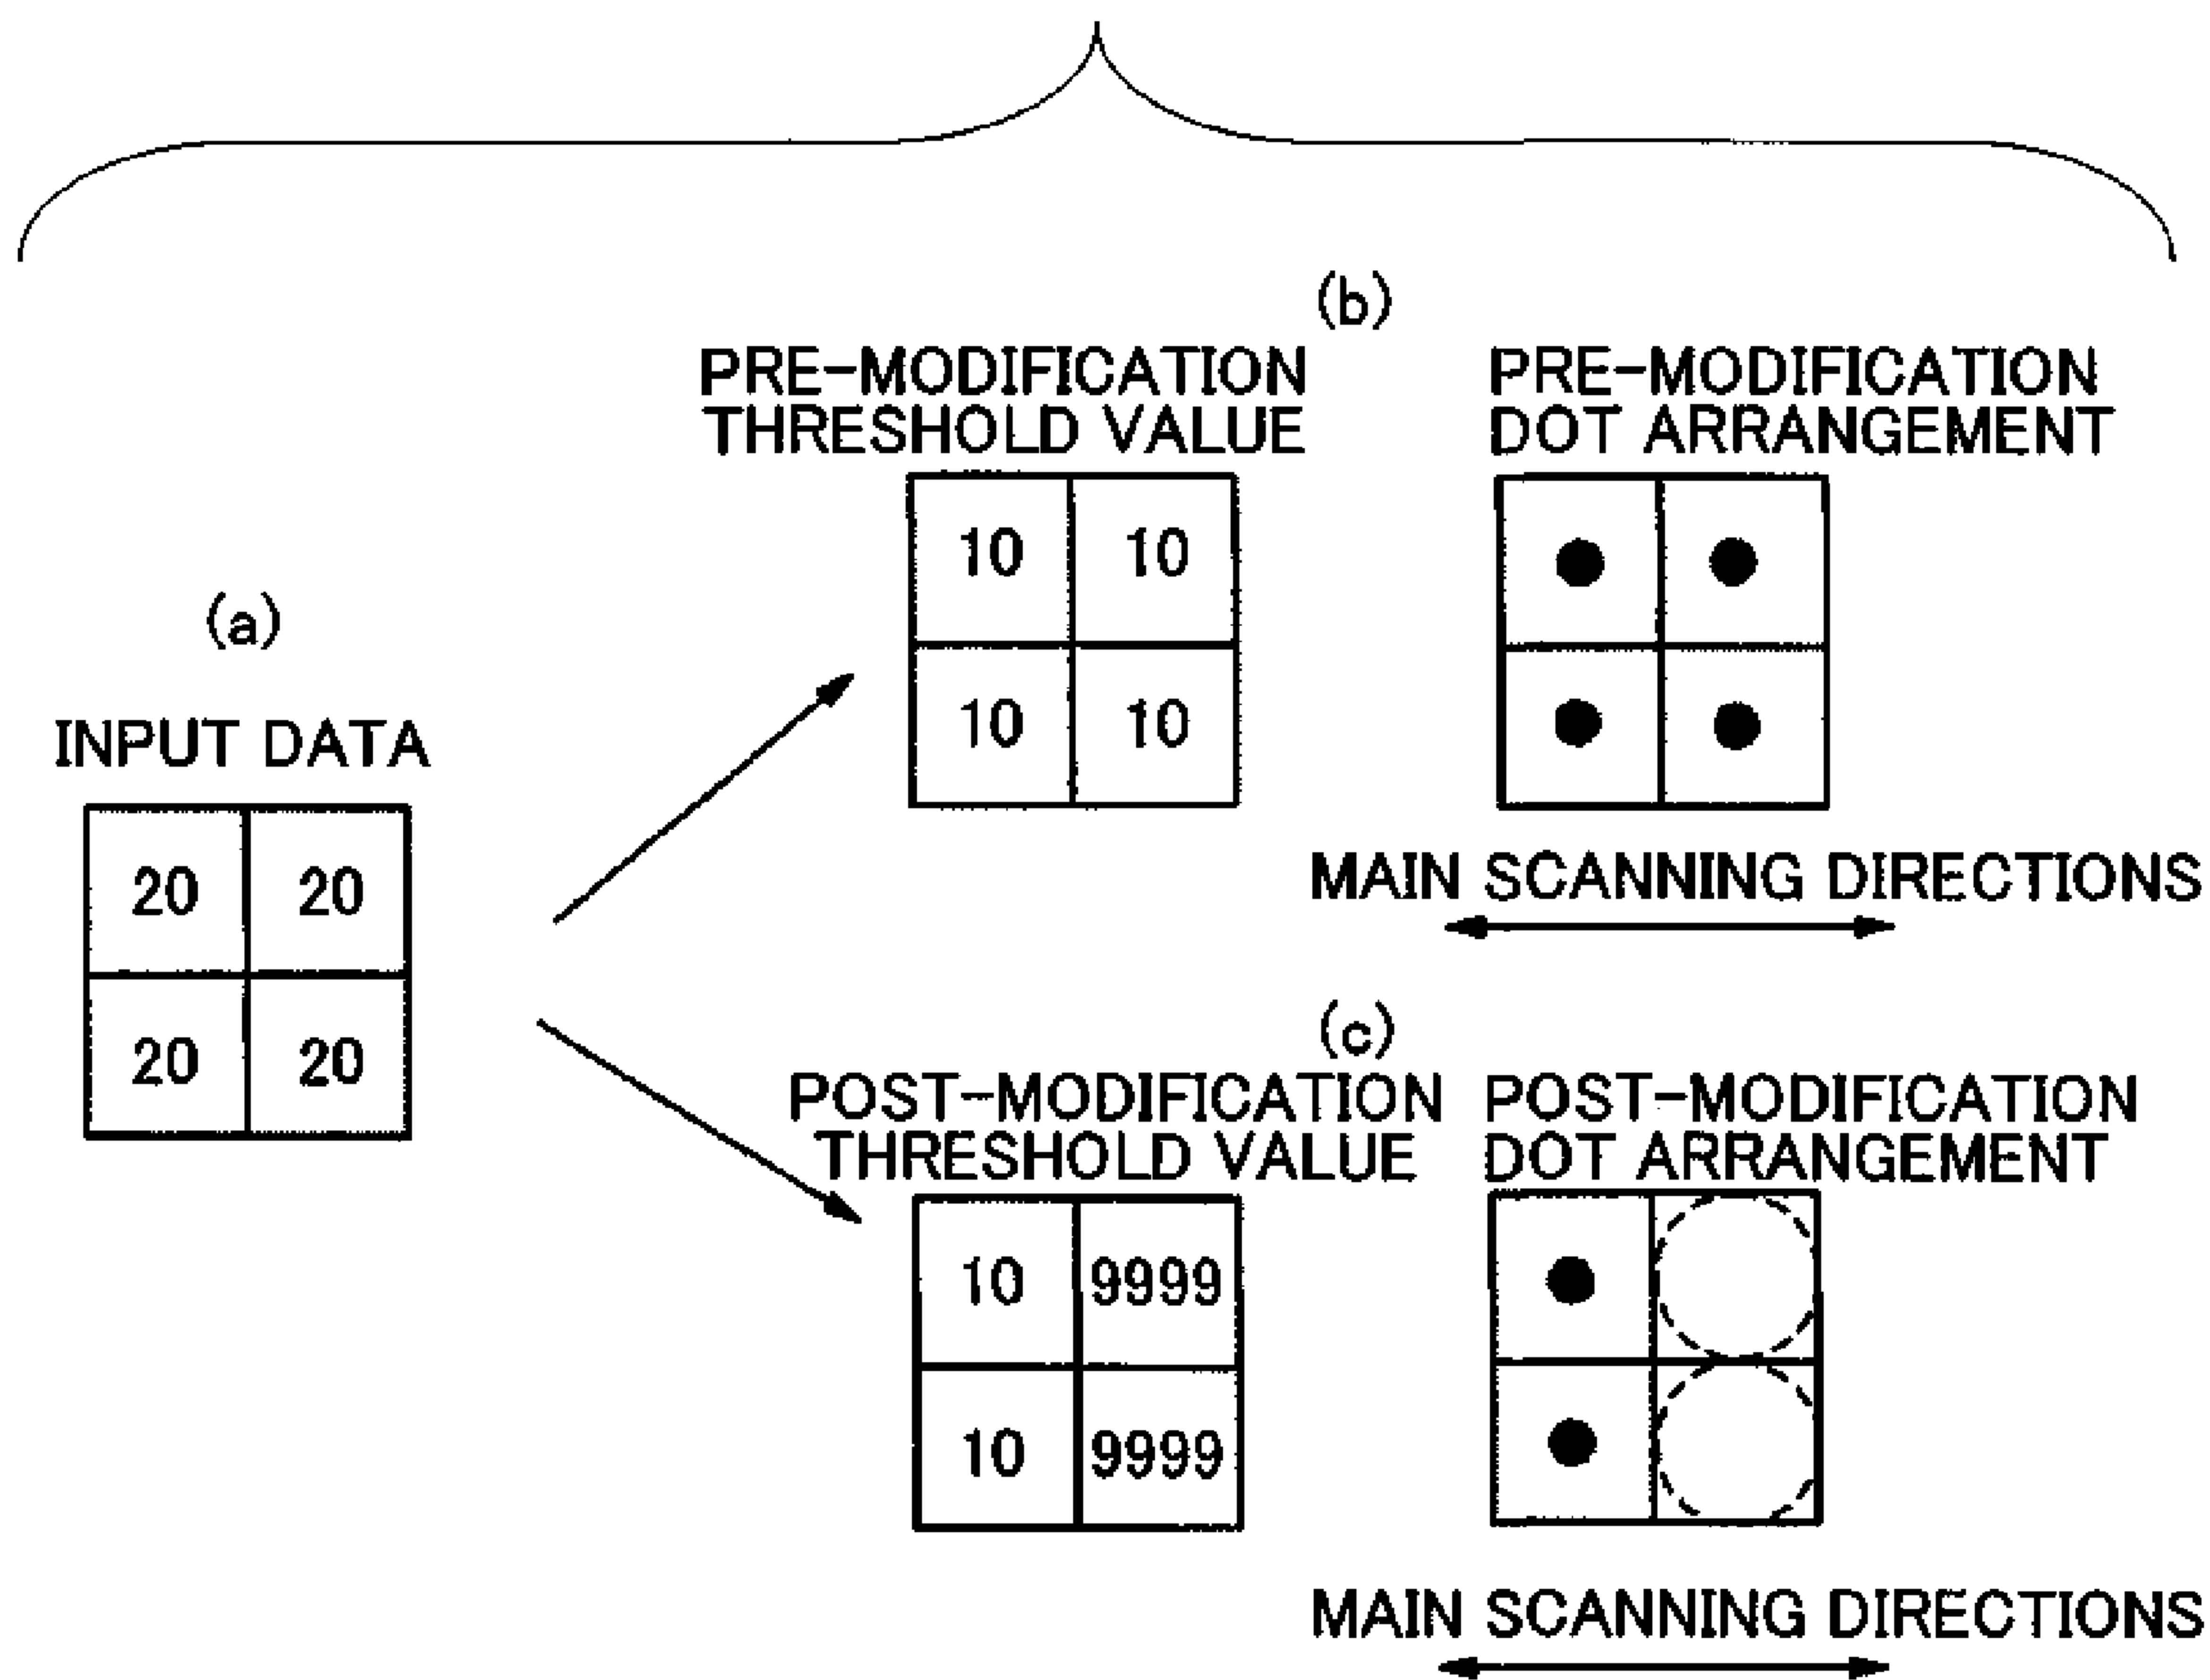 (a)
INPUT DATA
20 20
20 20
(b)
PRE-MODIFICATION
THRESHOLD VALUE
10 10
10 10
PRE-MODIFICATION
DOT ARRANGEMENT
MAIN SCANNING DIRECTIONS
(c)
POST-MODIFICATION
THRESHOLD VALUE
10 9999
10 9999
POST-MODIFICATION
DOT ARRANGEMENT
MAIN SCANNING DIRECTIONS